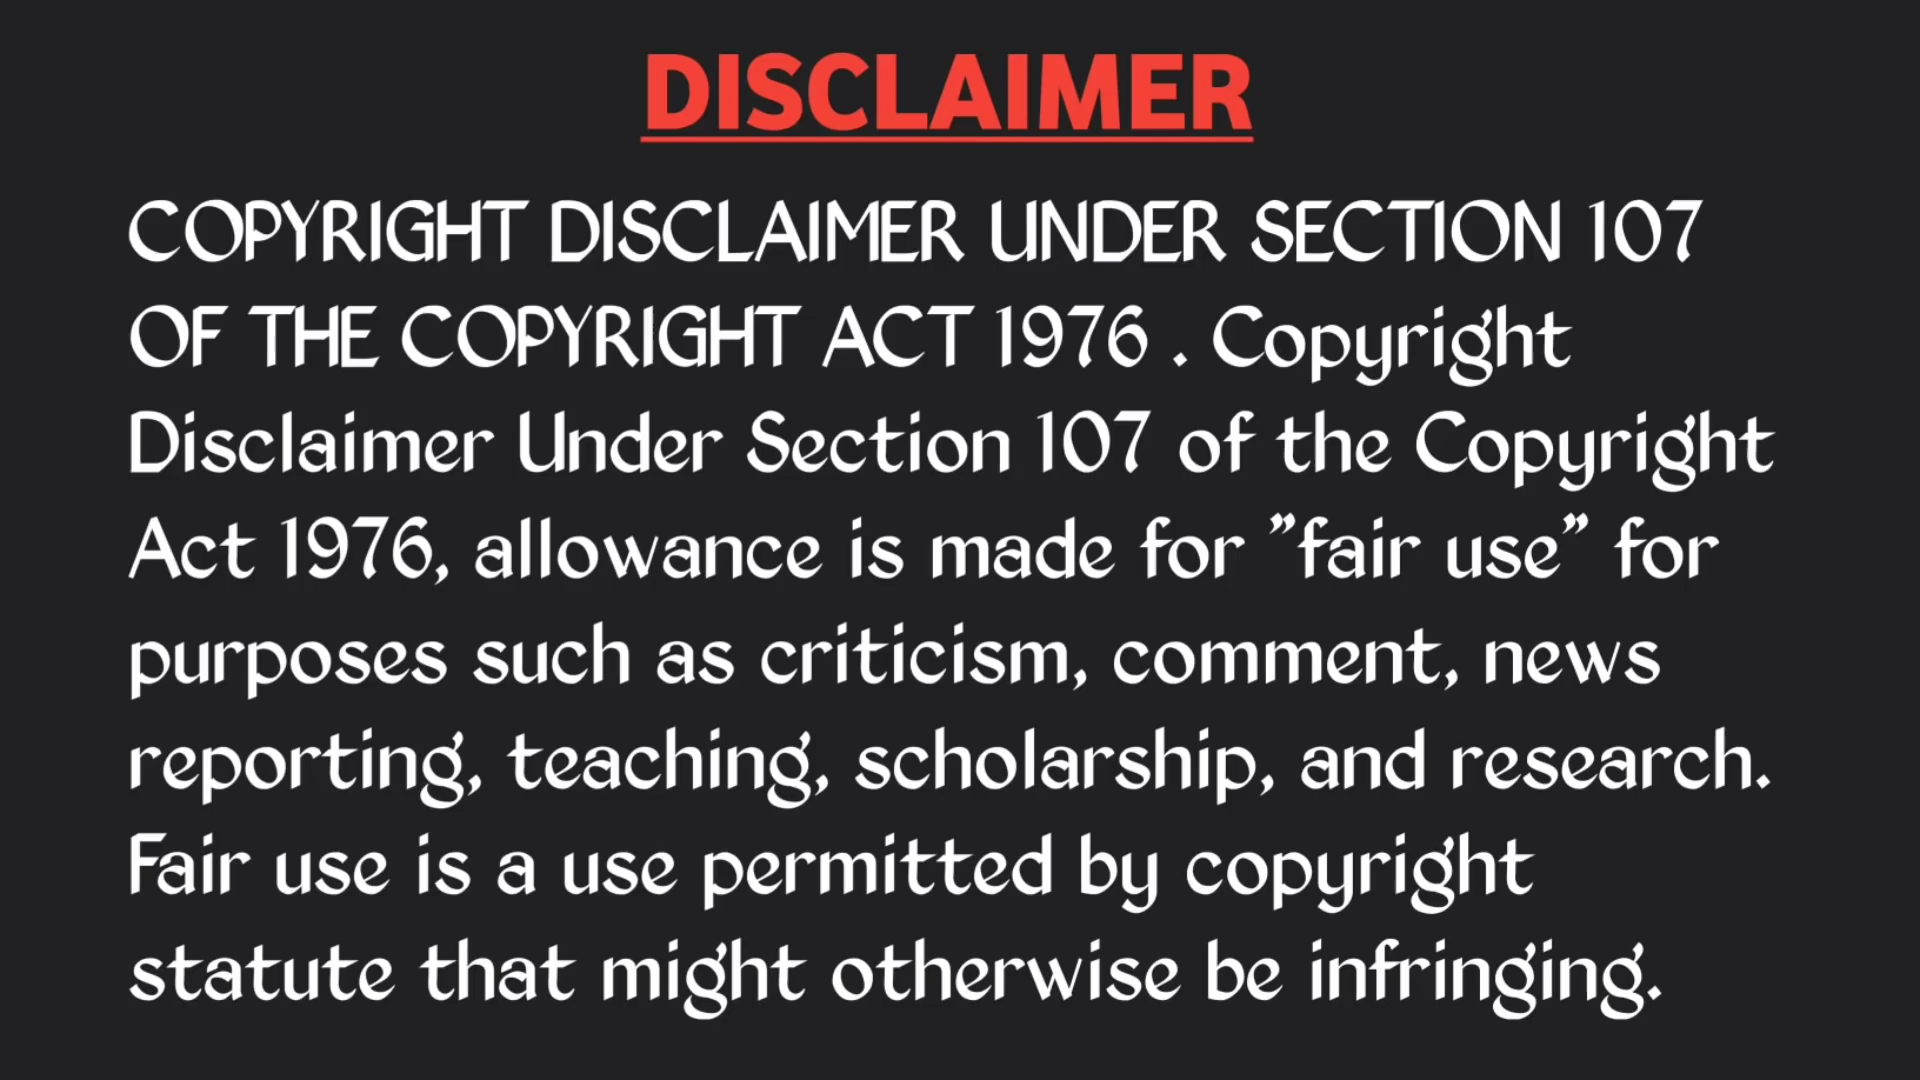 DISCLAIMER
COPYRIGHT DISCLAIMER UNDER SECTION 107
OF THE COPYRIGHT ACT 1976 . Copyright
Disclaimer Under Section 107 of the Copyright
Act 1976, allowance is made for ”fair use” for
purposes such as criticism, comment, news
reporting, teaching, scholarship, and research.
Fair use is a use permitted by copyright
statute that might otherwise be infringing.